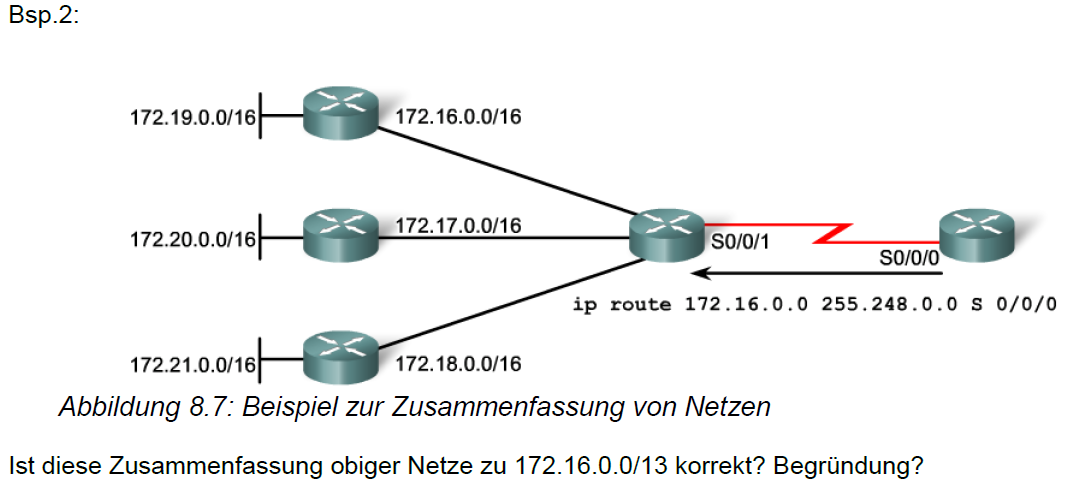 Bsp.2:
172.19.0.0/16
172.16.0.0/16
172.20.0.0/16
172.17.0.0/16
S0/0/1
S0/0/0
ip route 172.16.0.0 255.248.0.0 S 0/0/0
172.21.0.0/16
172.18.0.0/16
Abbildung 8.7: Beispiel zur Zusammenfassung von Netzen
Ist diese Zusammenfassung obiger Netze zu 172.16.0.0/13 korrekt? Begründung?